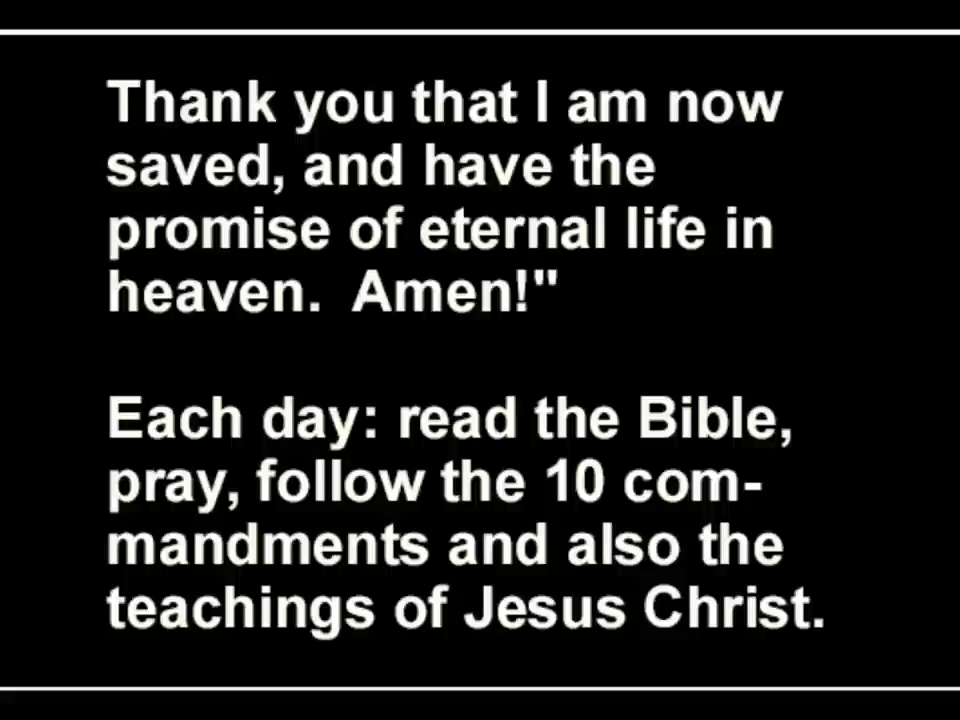 Thank you that I am now
saved, and have the
promise of eternal life in
heaven.  Amen!"
Each day: read the Bible,
pray, follow the 10 com-
mandments and also the
teachings of Jesus Christ.